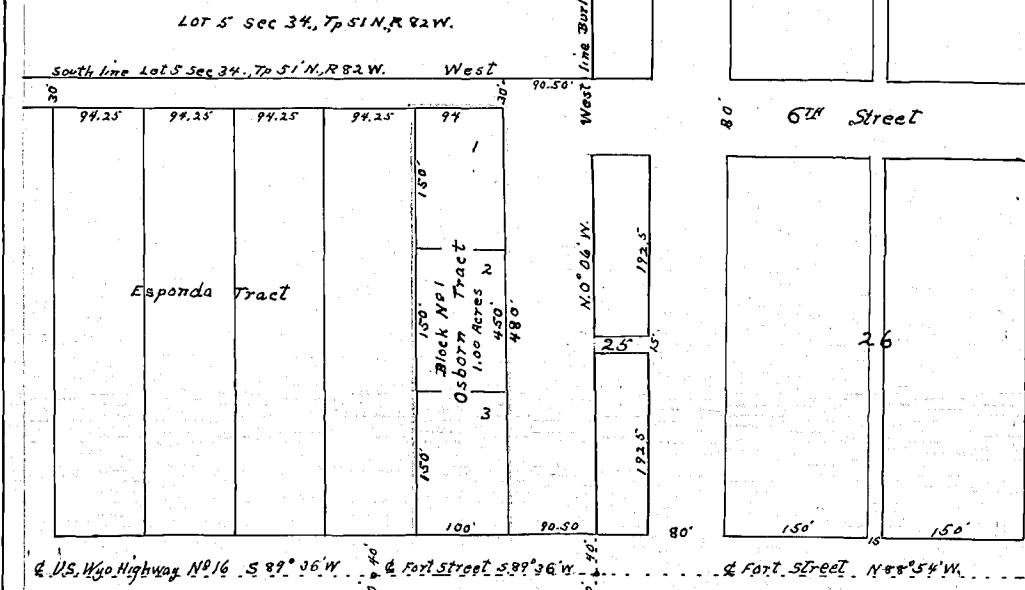 LOT 5 Sec 34., Tp 51 N., R 82 W.
South line Lot 5 Sec 34., Tp 51 N., R 82 W. West
90.50'
West line Burl
30'
30'
94.25 94.25 94.25 94.25 94
80'
6TH Street
1
150'
2
150'
Block No 1
Osborn Tract
1.00 Acres
450'
480'
3
150'
Esponda Tract
N.0° 06' W.
192.5
25 15'
192.5
26
100' 90.50
80'
150' 15 150'
℄ U.S. Wyo Highway No 16 S 89° 36' W
40'
℄ Fort Street S.89° 36' W.
40'
℄ Fort Street N 88° 54' W.